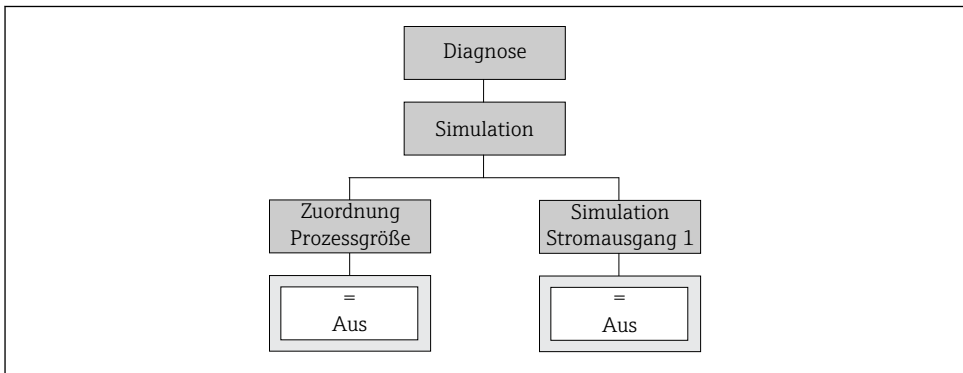 Diagnose
Simulation
Zuordnung
Prozessgröße
=
Aus
Simulation
Stromausgang 1
=
Aus